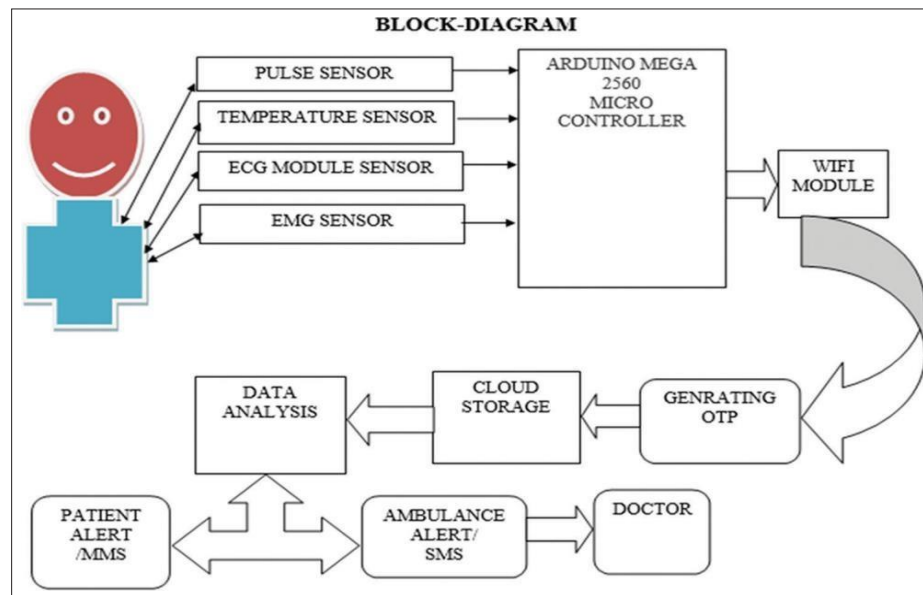 BLOCK-DIAGRAM
PULSE SENSOR
TEMPERATURE SENSOR
ECG MODULE SENSOR
EMG SENSOR
ARDUINO MEGA
2560
MICRO
CONTROLLER
WIFI
MODULE
DATA
ANALYSIS
CLOUD
STORAGE
GENRATING
OTP
PATIENT
ALERT
/MMS
AMBULANCE
ALERT/
SMS
DOCTOR